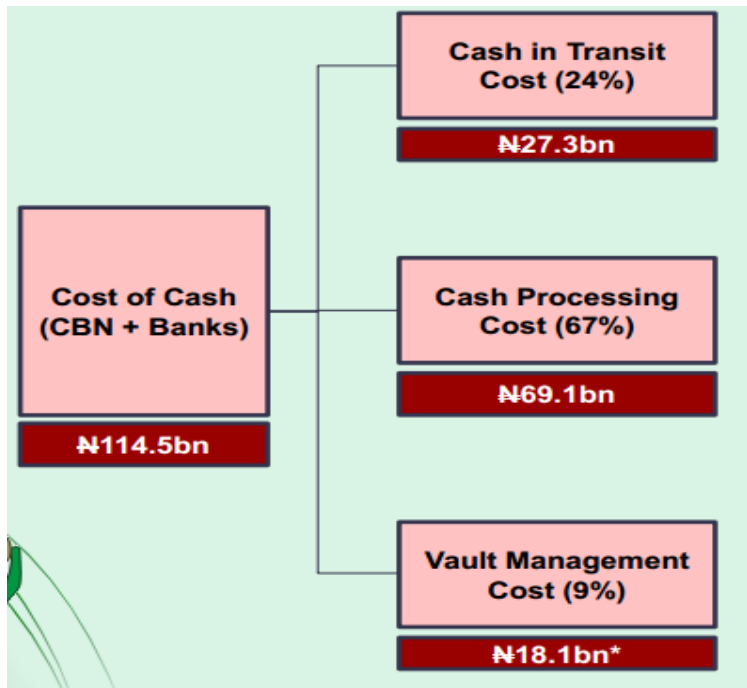 Cash in Transit
Cost (24%)
₦27.3bn
Cost of Cash
(CBN + Banks)
₦114.5bn
Cash Processing
Cost (67%)
₦69.1bn
Vault Management
Cost (9%)
₦18.1bn*